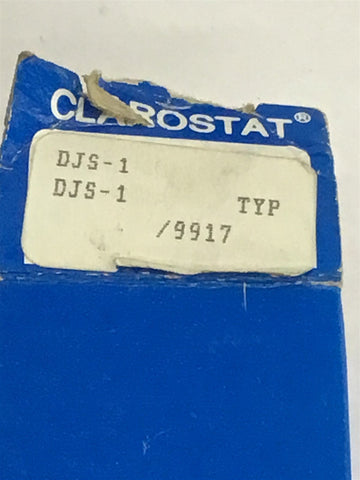 CLAROSTAT®
DJS-1
DJS-1
TYP
/9917